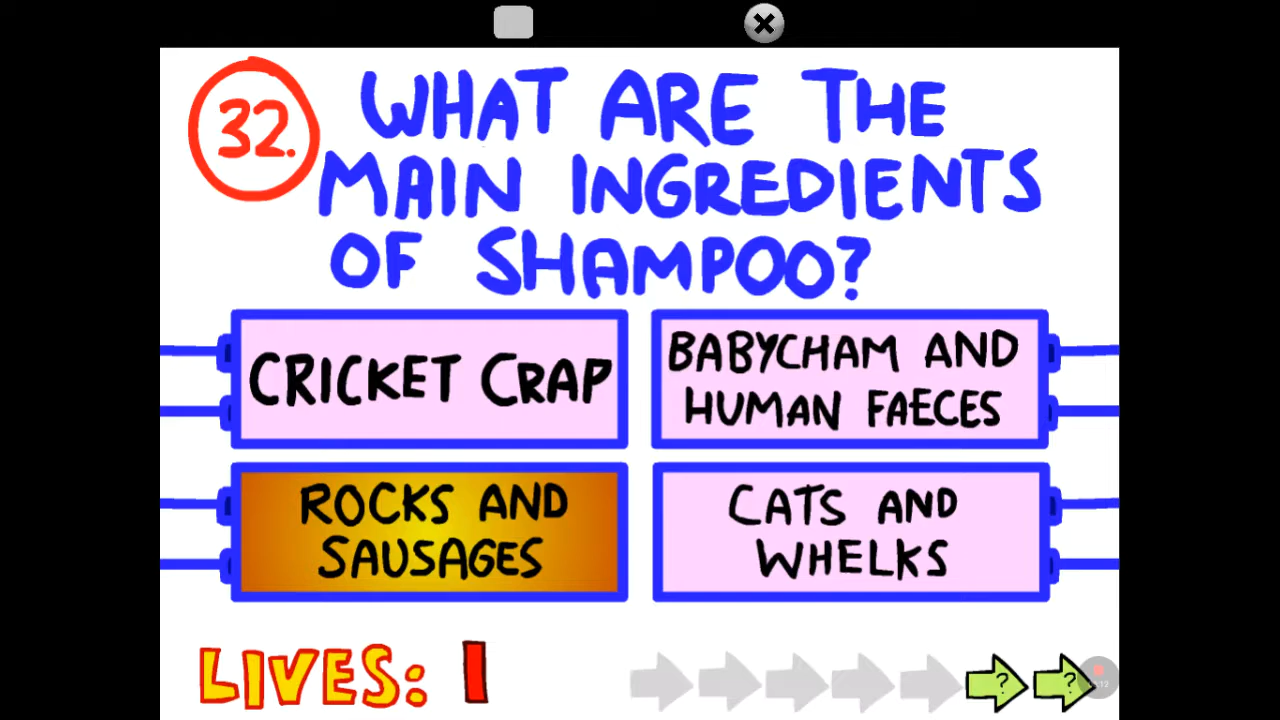 32.
WHAT ARE THE
MAIN INGREDIENTS
OF SHAMPOO?
CRICKET CRAP
BABYCHAM AND
HUMAN FAECES
ROCKS AND
SAUSAGES
CATS AND
WHELKS
LIVES: 1
? ?